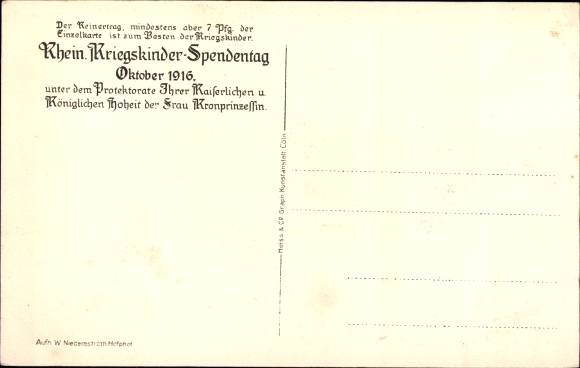 Der Reinertrag, mindestens aber 7 Pfg. der
Einzelkarte ist zum Besten der Kriegskinder.
Rhein. Kriegskinder-Spendentag
Oktober 1916,
unter dem Protektorate Ihrer Kaiserlichen u.
Königlichen Hoheit der Frau Kronprinzessin.
Meiss & Co. Graph. Kunstanstalt, Cöln
Aufn. W. Niederastroth, Hofphot.